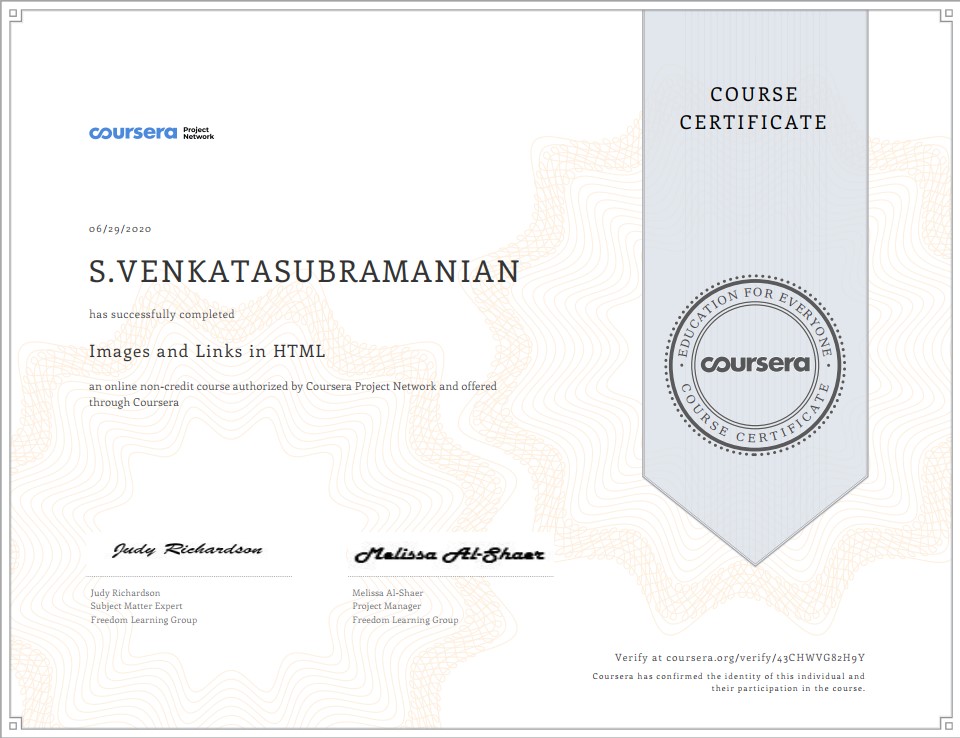 COURSE
CERTIFICATE
coursera Project
Network
06/29/2020
S.VENKATASUBRAMANIAN
has successfully completed
Images and Links in HTML
an online non-credit course authorized by Coursera Project Network and offered
through Coursera
EDUCATION FOR EVERYONE
coursera
COURSE CERTIFICATE
Judy Richardson
Melissa Al-Shaer
Judy Richardson
Subject Matter Expert
Freedom Learning Group
Melissa Al-Shaer
Project Manager
Freedom Learning Group
Verify at coursera.org/verify/43CHWVG82H9Y
Coursera has confirmed the identity of this individual and
their participation in the course.